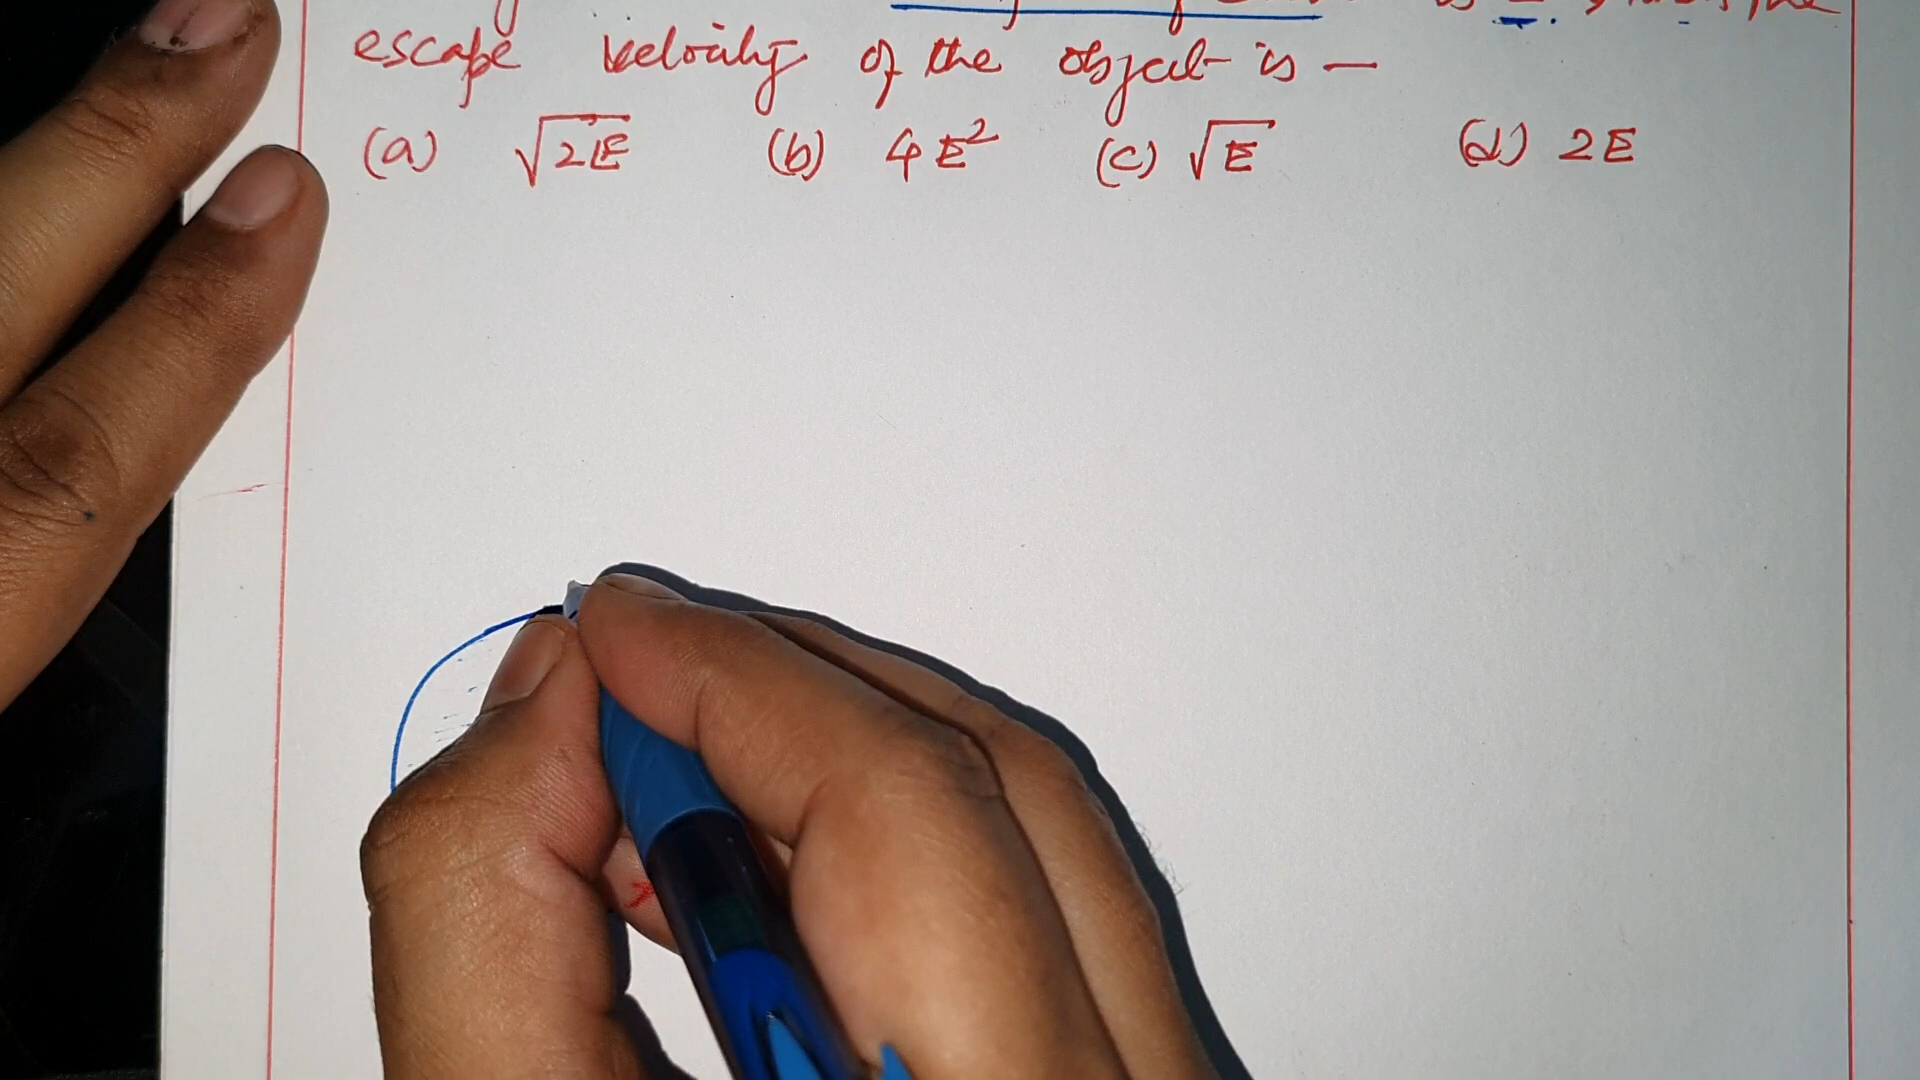 escape velocity of the object is —
(a) √2E (b) 4E² (c) √E (d) 2E